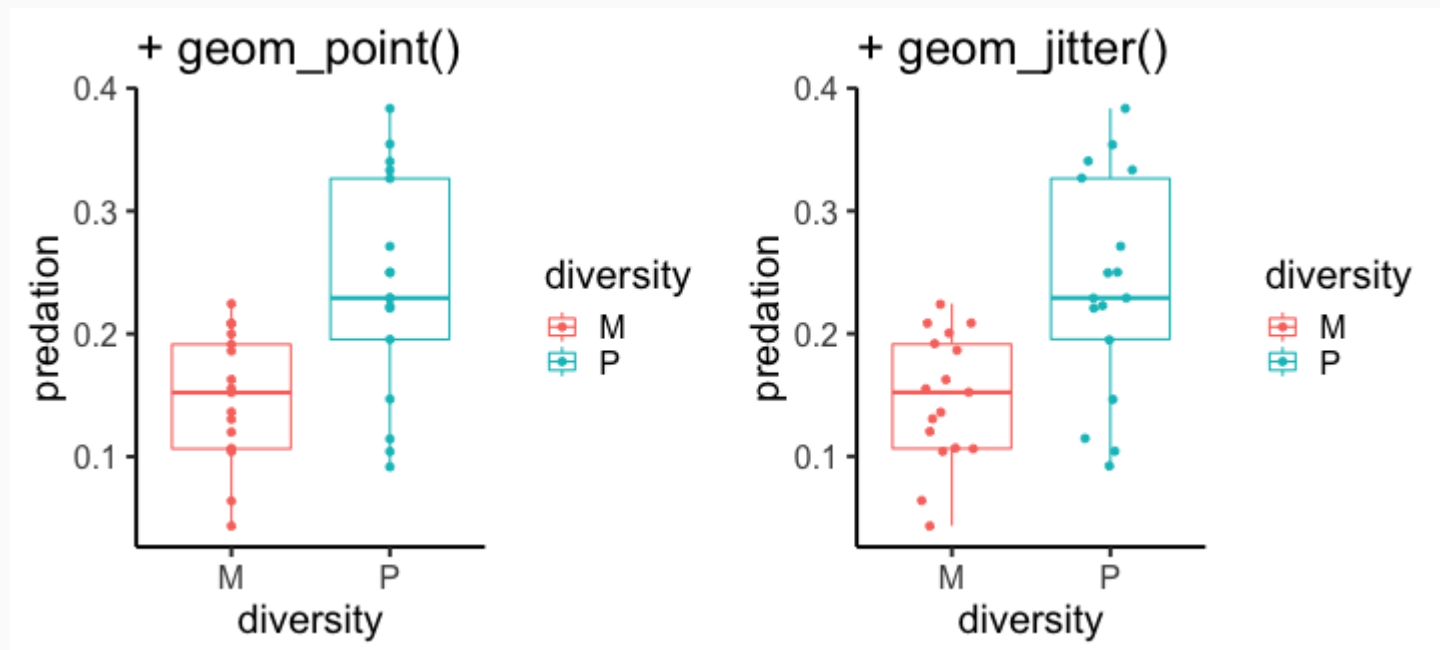 + geom_point()
0.4
0.3
0.2
0.1
predation
M
P
diversity
diversity
M
P
+ geom_jitter()
0.4
0.3
0.2
0.1
predation
M
P
diversity
diversity
M
P